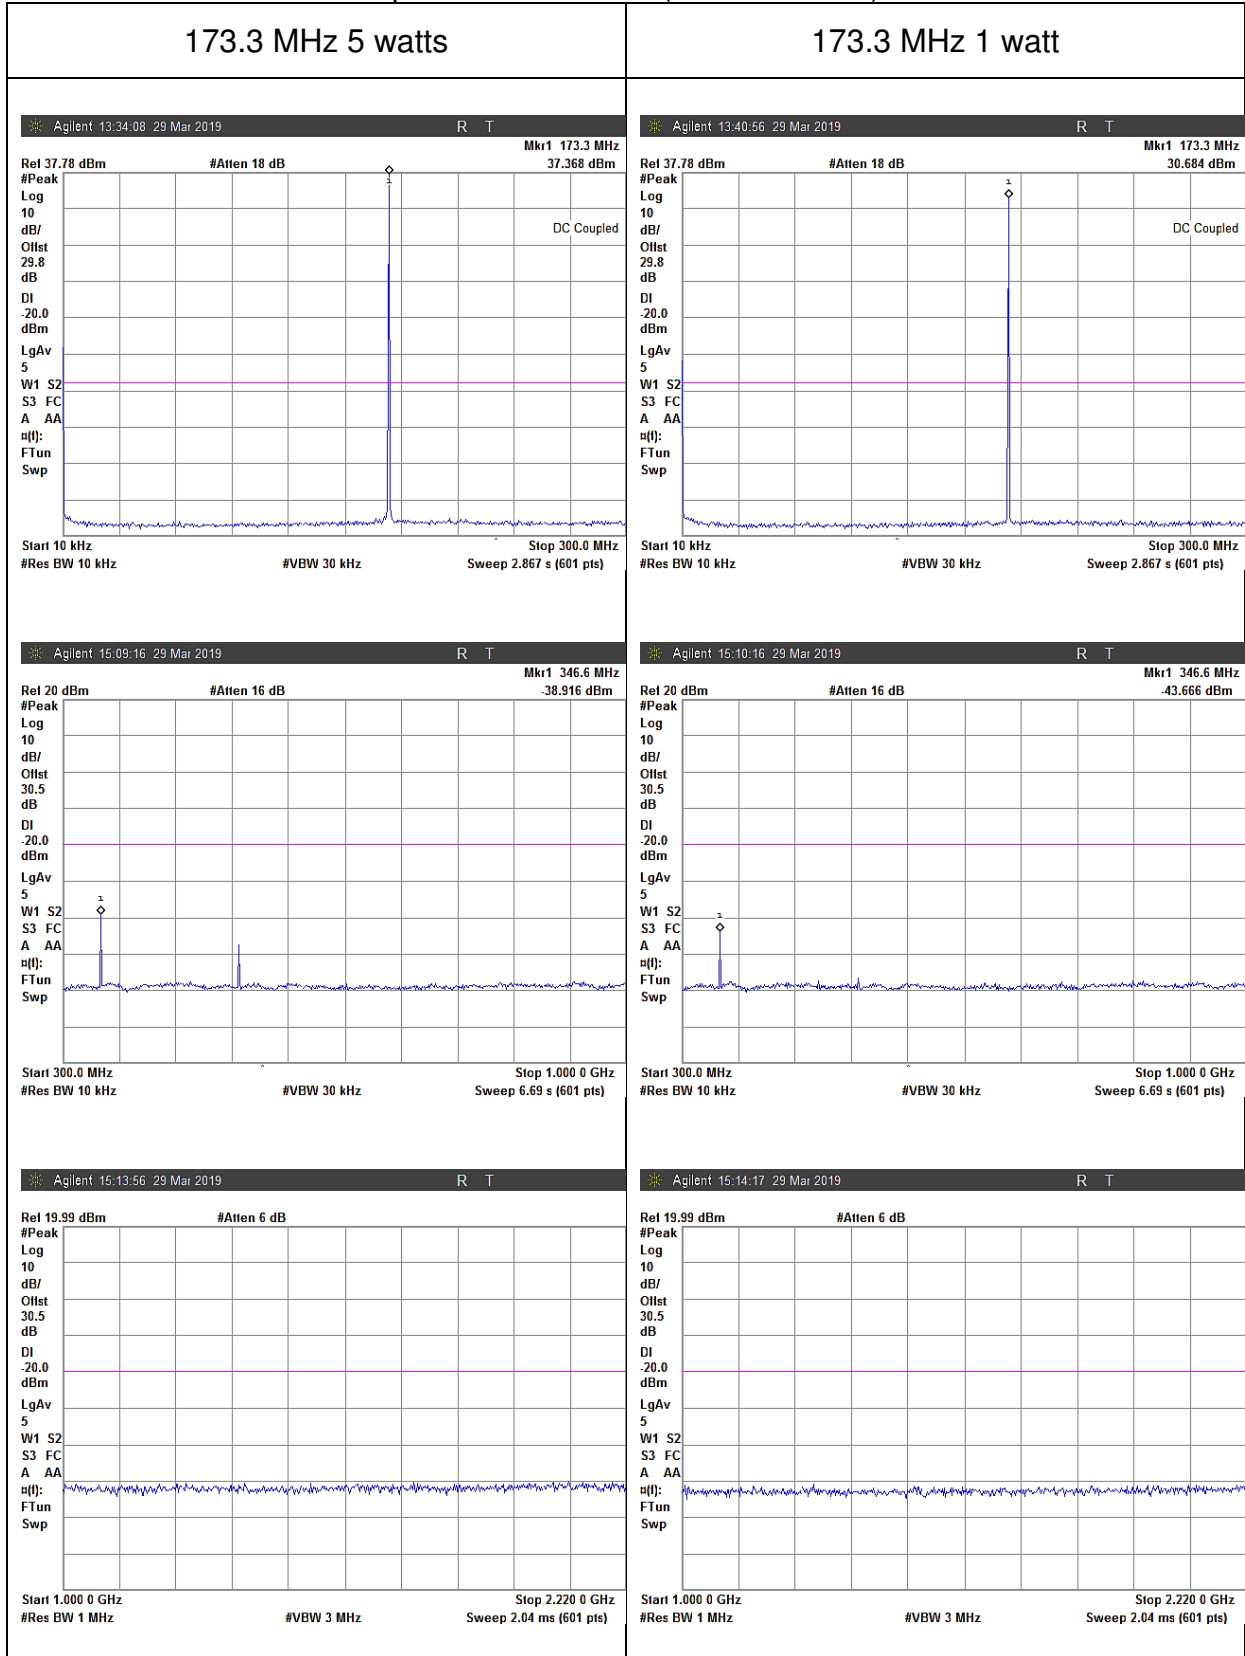 173.3 MHz 5 watts
173.3 MHz 1 watt
Agilent 13:34:08 29 Mar 2019 R T
Mkr1 173.3 MHz
Ref 37.78 dBm #Atten 18 dB 37.368 dBm
#Peak
Log
10
dB/
Offst
29.8
dB
DI
-20.0
dBm
LgAv
5
W1 S2
S3 FC
A AA
¤(f):
FTun
Swp
1
DC Coupled
Start 10 kHz Stop 300.0 MHz
#Res BW 10 kHz #VBW 30 kHz Sweep 2.867 s (601 pts)
Agilent 13:40:56 29 Mar 2019 R T
Mkr1 173.3 MHz
Ref 37.78 dBm #Atten 18 dB 30.684 dBm
#Peak
Log
10
dB/
Offst
29.8
dB
DI
-20.0
dBm
LgAv
5
W1 S2
S3 FC
A AA
¤(f):
FTun
Swp
1
DC Coupled
Start 10 kHz Stop 300.0 MHz
#Res BW 10 kHz #VBW 30 kHz Sweep 2.867 s (601 pts)
Agilent 15:09:16 29 Mar 2019 R T
Mkr1 346.6 MHz
Ref 20 dBm #Atten 16 dB -38.916 dBm
#Peak
Log
10
dB/
Offst
30.5
dB
DI
-20.0
dBm
LgAv
5
W1 S2
S3 FC
A AA
¤(f):
FTun
Swp
1
Start 300.0 MHz Stop 1.000 0 GHz
#Res BW 10 kHz #VBW 30 kHz Sweep 6.69 s (601 pts)
Agilent 15:10:16 29 Mar 2019 R T
Mkr1 346.6 MHz
Ref 20 dBm #Atten 16 dB -43.666 dBm
#Peak
Log
10
dB/
Offst
30.5
dB
DI
-20.0
dBm
LgAv
5
W1 S2
S3 FC
A AA
¤(f):
FTun
Swp
1
Start 300.0 MHz Stop 1.000 0 GHz
#Res BW 10 kHz #VBW 30 kHz Sweep 6.69 s (601 pts)
Agilent 15:13:56 29 Mar 2019 R T
Ref 19.99 dBm #Atten 6 dB
#Peak
Log
10
dB/
Offst
30.5
dB
DI
-20.0
dBm
LgAv
5
W1 S2
S3 FC
A AA
¤(f):
FTun
Swp
Start 1.000 0 GHz Stop 2.220 0 GHz
#Res BW 1 MHz #VBW 3 MHz Sweep 2.04 ms (601 pts)
Agilent 15:14:17 29 Mar 2019 R T
Ref 19.99 dBm #Atten 6 dB
#Peak
Log
10
dB/
Offst
30.5
dB
DI
-20.0
dBm
LgAv
5
W1 S2
S3 FC
A AA
¤(f):
FTun
Swp
Start 1.000 0 GHz Stop 2.220 0 GHz
#Res BW 1 MHz #VBW 3 MHz Sweep 2.04 ms (601 pts)